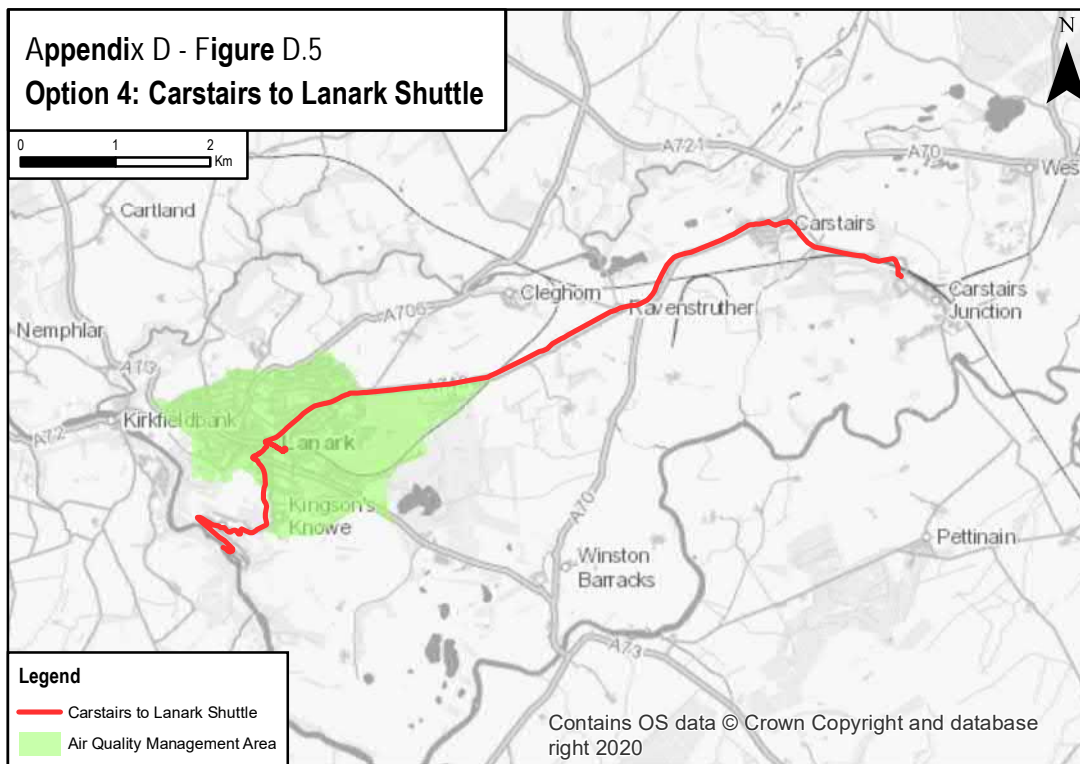 Appendix D - Figure D.5
Option 4: Carstairs to Lanark Shuttle
0 1 2
Km
N
A721
A70
Wes
Cartland
Carstairs
Cleghorn
Carstairs
Junction
Ravenstruther
A706
Nemphlar
Kirkfieldbank
A72
Lanark
Kingson's
Knowe
A70
Pettinain
Winston
Barracks
A73
Legend
Carstairs to Lanark Shuttle
Air Quality Management Area
Contains OS data © Crown Copyright and database
right 2020